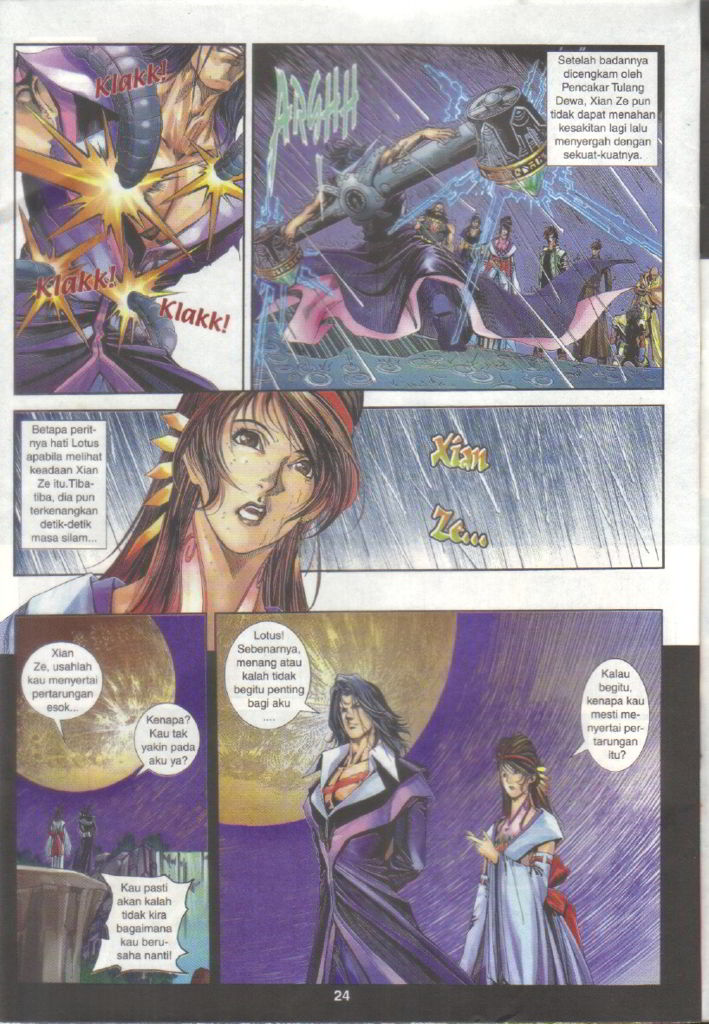 Klakk!
Klakk!
Klakk!
Klakk!
ARGHH
Setelah badannya
dicengkam oleh
Pencakar Tulang
Dewa, Xian Ze pun
tidak dapat menahan
kesakitan lagi lalu
menyergah dengan
sekuat-kuatnya.
Betapa perit-
nya hati Lotus
apabila melihat
keadaan Xian
Ze itu.Tiba-
tiba, dia pun
terkenangkan
detik-detik
masa silam...
Xian
Ze...
Xian
Ze, usahlah
kau menyertai
pertarungan
esok...
Kenapa?
Kau tak
yakin pada
aku ya?
Kau pasti
akan kalah
tidak kira
bagaimana
kau beru-
saha nanti!
Lotus!
Sebenarnya,
menang atau
kalah tidak
begitu penting
bagi aku
....
Kalau
begitu,
kenapa kau
mesti me-
nyertai per-
tarungan
itu?
24